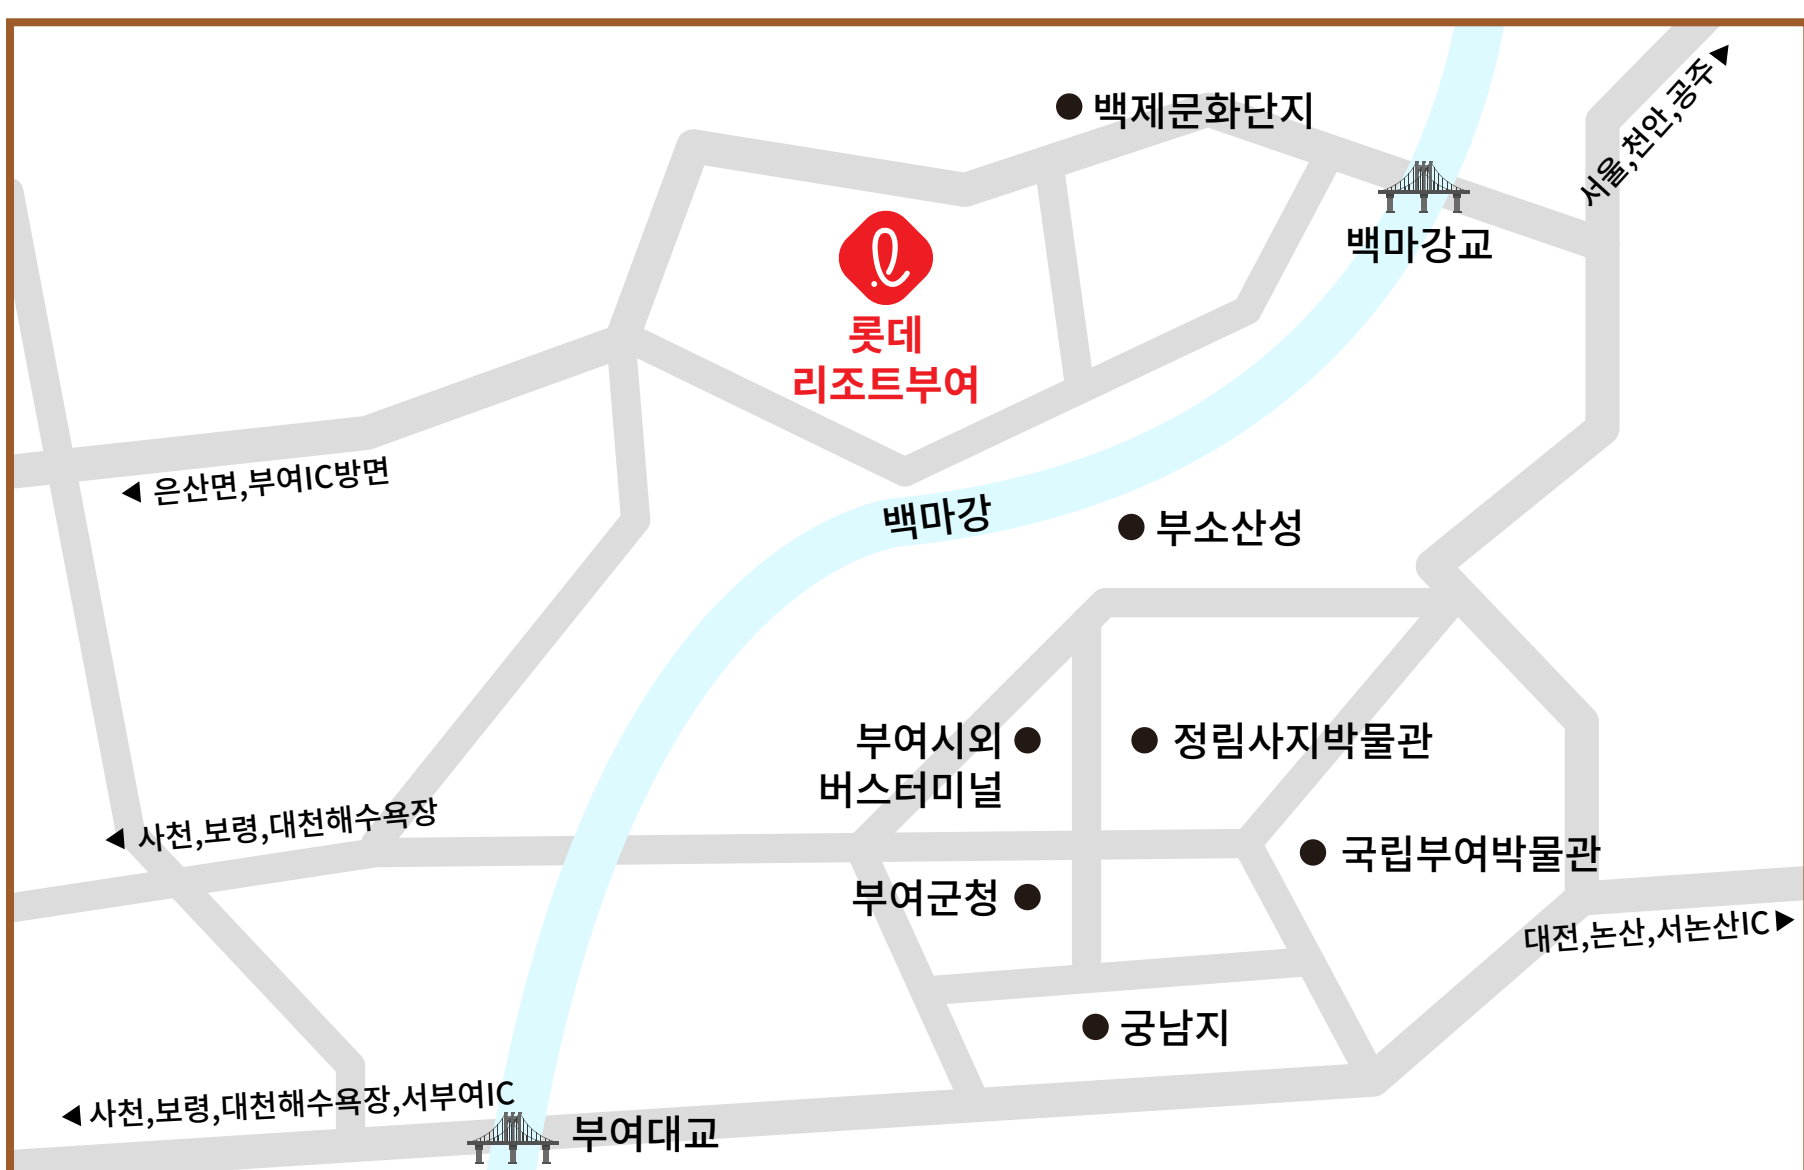 백제문화단지
서울,천안,공주
백마강교
롯데
리조트부여
은산면,부여IC방면
백마강
부소산성
부여시외
버스터미널
정림사지박물관
사천,보령,대천해수욕장
국립부여박물관
부여군청
대전,논산,서논산IC
궁남지
사천,보령,대천해수욕장,서부여IC
부여대교